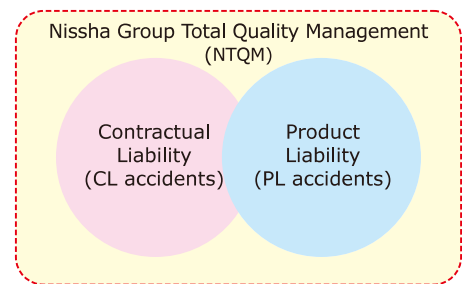 Nissha Group Total Quality Management
(NTQM)
Contractual
Liability
(CL accidents)
Product
Liability
(PL accidents)